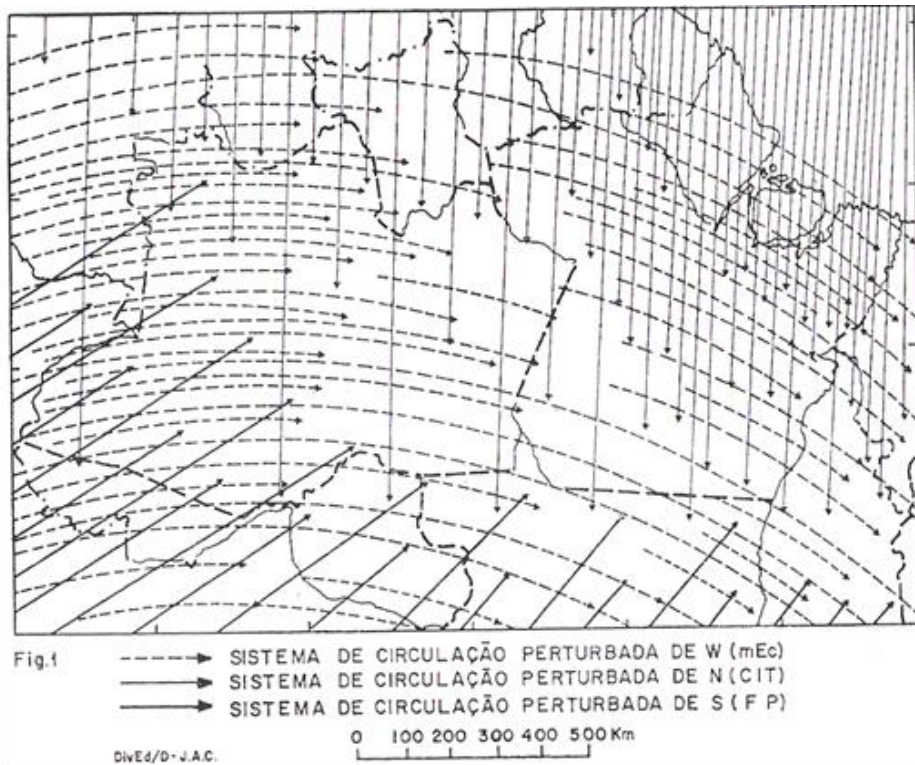 Fig.1
SISTEMA DE CIRCULAÇÃO PERTURBADA DE W (mEc)
SISTEMA DE CIRCULAÇÃO PERTURBADA DE N (CIT)
SISTEMA DE CIRCULAÇÃO PERTURBADA DE S (F P)
0 100 200 300 400 500 Km
DivEd/D-J.A.C.